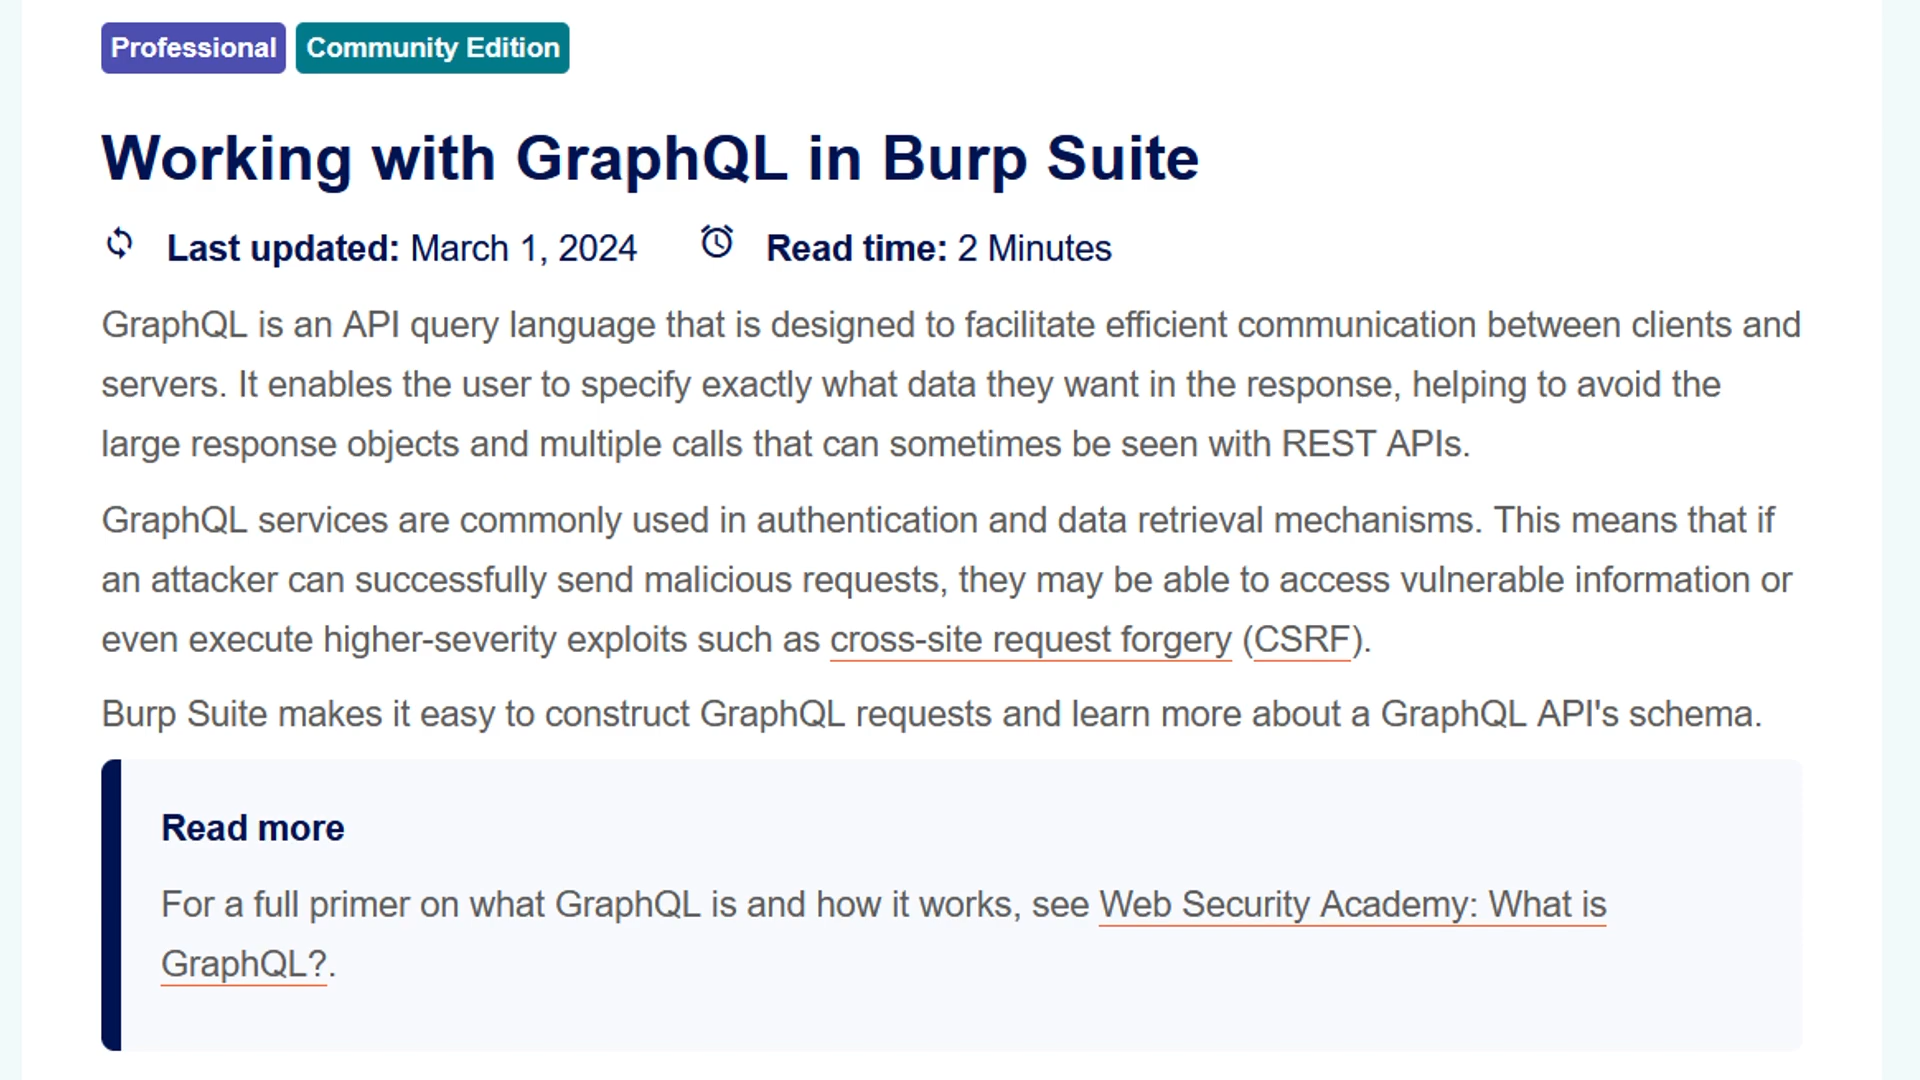 Professional Community Edition
Working with GraphQL in Burp Suite
Last updated: March 1, 2024 Read time: 2 Minutes
GraphQL is an API query language that is designed to facilitate efficient communication between clients and
servers. It enables the user to specify exactly what data they want in the response, helping to avoid the
large response objects and multiple calls that can sometimes be seen with REST APIs.
GraphQL services are commonly used in authentication and data retrieval mechanisms. This means that if
an attacker can successfully send malicious requests, they may be able to access vulnerable information or
even execute higher-severity exploits such as cross-site request forgery (CSRF).
Burp Suite makes it easy to construct GraphQL requests and learn more about a GraphQL API's schema.
Read more
For a full primer on what GraphQL is and how it works, see Web Security Academy: What is
GraphQL?.